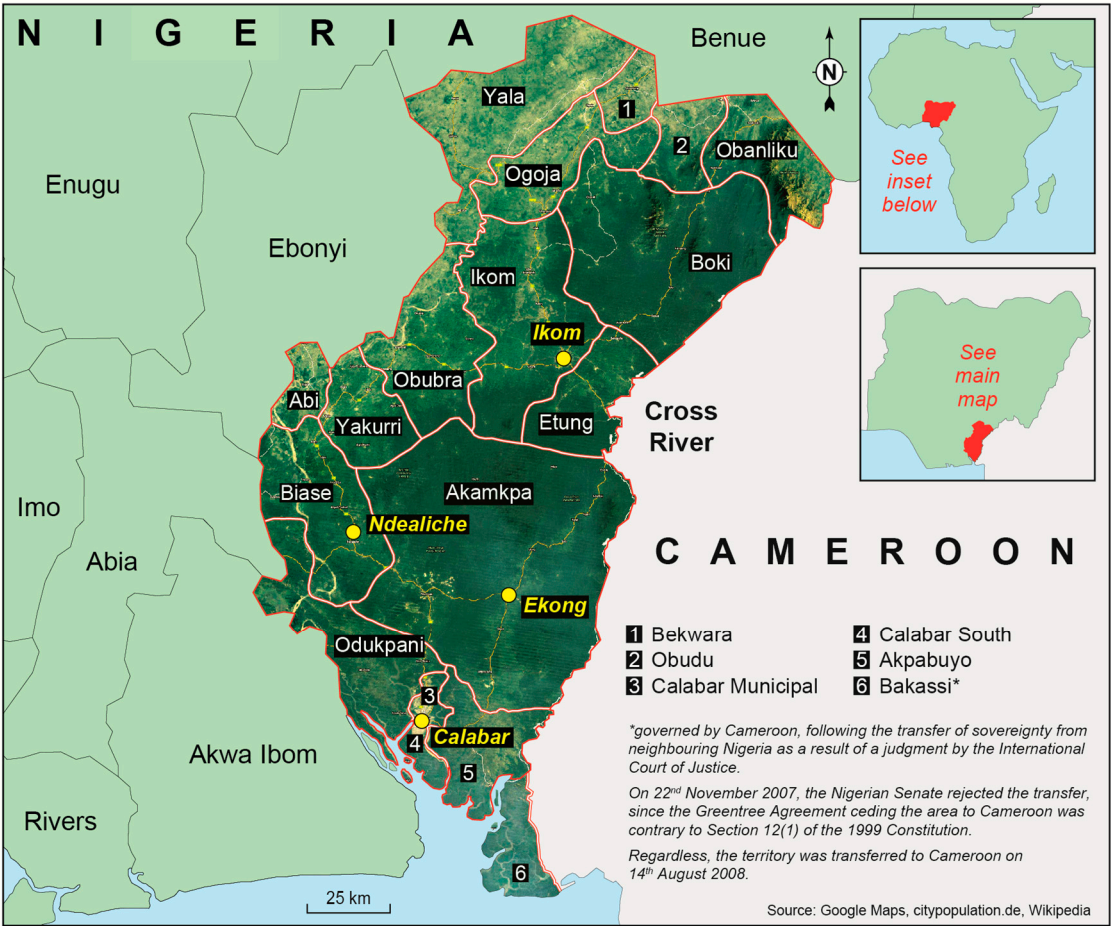 N I G E R I A
Benue
N
Yala
1
2
Obanliku
Ogoja
Enugu
Ebonyi
Ikom
Boki
Ikom
Obubra
Abi
Yakurri
Etung
Cross
River
Biase
Akamkpa
Imo
Ndealiche
Abia
Ekong
Odukpani
3
Calabar
4
5
Akwa Ibom
Rivers
6
25 km
See
inset
below
See
main
map
C A M E R O O N
1 Bekwara
2 Obudu
3 Calabar Municipal
4 Calabar South
5 Akpabuyo
6 Bakassi*
*governed by Cameroon, following the transfer of sovereignty from
neighbouring Nigeria as a result of a judgment by the International
Court of Justice.
On 22nd November 2007, the Nigerian Senate rejected the transfer,
since the Greentree Agreement ceding the area to Cameroon was
contrary to Section 12(1) of the 1999 Constitution.
Regardless, the territory was transferred to Cameroon on
14th August 2008.
Source: Google Maps, citypopulation.de, Wikipedia